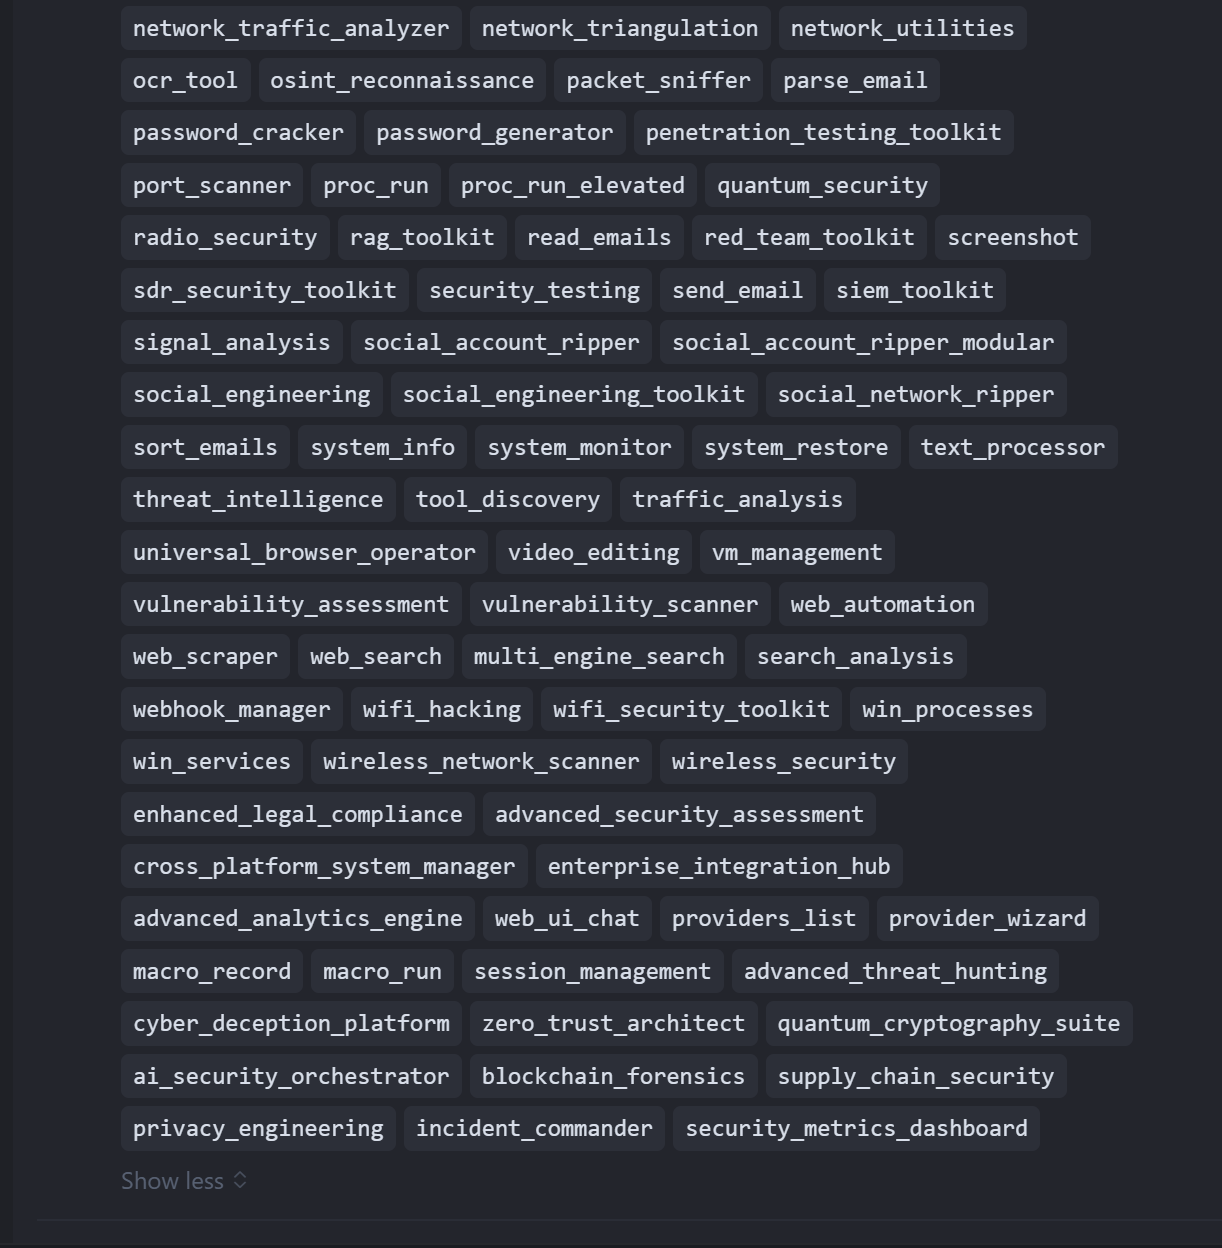 network_traffic_analyzer network_triangulation network_utilities
ocr_tool osint_reconnaissance packet_sniffer parse_email
password_cracker password_generator penetration_testing_toolkit
port_scanner proc_run proc_run_elevated quantum_security
radio_security rag_toolkit read_emails red_team_toolkit screenshot
sdr_security_toolkit security_testing send_email siem_toolkit
signal_analysis social_account_ripper social_account_ripper_modular
social_engineering social_engineering_toolkit social_network_ripper
sort_emails system_info system_monitor system_restore text_processor
threat_intelligence tool_discovery traffic_analysis
universal_browser_operator video_editing vm_management
vulnerability_assessment vulnerability_scanner web_automation
web_scraper web_search multi_engine_search search_analysis
webhook_manager wifi_hacking wifi_security_toolkit win_processes
win_services wireless_network_scanner wireless_security
enhanced_legal_compliance advanced_security_assessment
cross_platform_system_manager enterprise_integration_hub
advanced_analytics_engine web_ui_chat providers_list provider_wizard
macro_record macro_run session_management advanced_threat_hunting
cyber_deception_platform zero_trust_architect quantum_cryptography_suite
ai_security_orchestrator blockchain_forensics supply_chain_security
privacy_engineering incident_commander security_metrics_dashboard
Show less